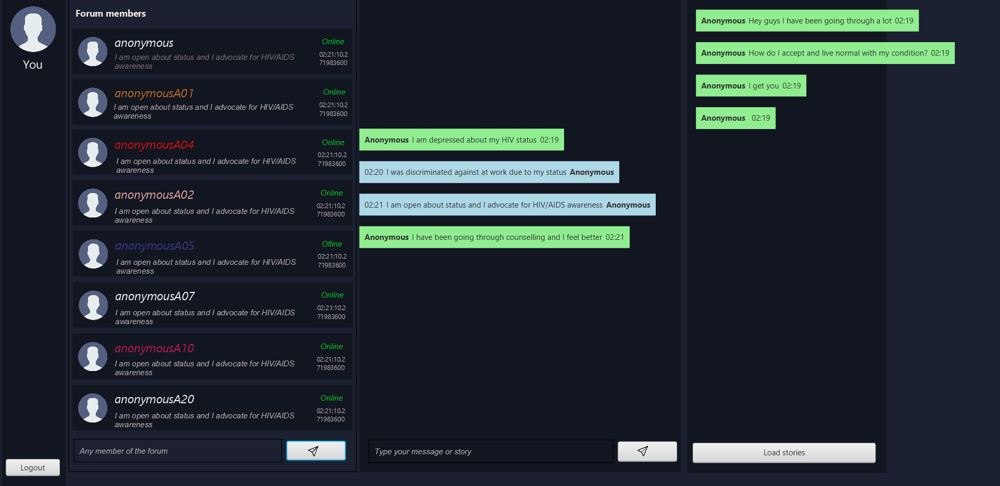 You
Logout
Forum members
anonymous
Online
I am open about status and I advocate for HIV/AIDS
awareness
02:21:10.2
71983600
anonymousA01
Online
I am open about status and I advocate for HIV/AIDS
awareness
02:21:10.2
71983600
anonymousA04
Online
I am open about status and I advocate for HIV/AIDS
awareness
02:21:10.2
71983600
anonymousA02
Online
I am open about status and I advocate for HIV/AIDS
awareness
02:21:10.2
71983600
anonymousA05
Ofline
I am open about status and I advocate for HIV/AIDS
awareness
02:21:10.2
71983600
anonymousA07
Online
I am open about status and I advocate for HIV/AIDS
awareness
02:21:10.2
71983600
anonymousA10
Online
I am open about status and I advocate for HIV/AIDS
awareness
02:21:10.2
71983600
anonymousA20
Online
I am open about status and I advocate for HIV/AIDS
awareness
02:21:10.2
71983600
Any member of the forum
Anonymous I am depressed about my HIV status 02:19
02:20 I was discriminated against at work due to my status Anonymous
02:21 I am open about status and I advocate for HIV/AIDS awareness Anonymous
Anonymous I have been going through counselling and I feel better 02:21
Type your message or story
Anonymous Hey guys I have been going through a lot 02:19
Anonymous How do I accept and live normal with my condition? 02:19
Anonymous I get you 02:19
Anonymous 02:19
Load stories